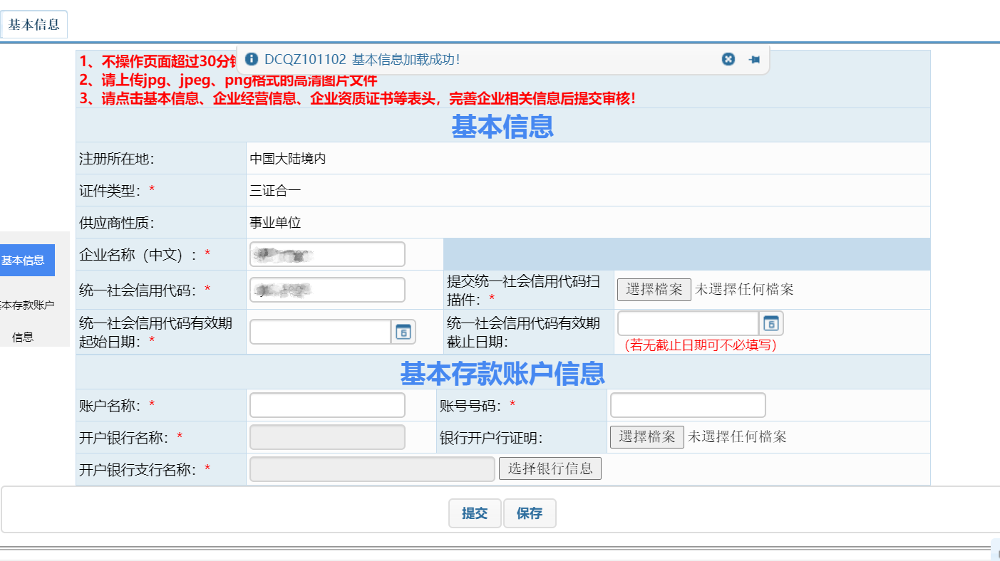 基本信息
DCQZ101102 基本信息加载成功！
1、不操作页面超过30分
2、请上传jpg、jpeg、png格式的高清图片文件
3、请点击基本信息、企业经营信息、企业资质证书等表头，完善企业相关信息后提交审核！
基本信息
注册所在地： 中国大陆境内
证件类型：* 三证合一
供应商性质： 事业单位
企业名称（中文）：*
统一社会信用代码：* 提交统一社会信用代码扫
描件：* 選擇檔案 未選擇任何檔案
统一社会信用代码有效期
起始日期：* 统一社会信用代码有效期
截止日期：
（若无截止日期可不必填写）
基本存款账户信息
账户名称：* 账号号码：*
开户银行名称：* 银行开户行证明： 選擇檔案 未選擇任何檔案
开户银行支行名称：* 选择银行信息
基本信息
本存款账户
信息
提交 保存